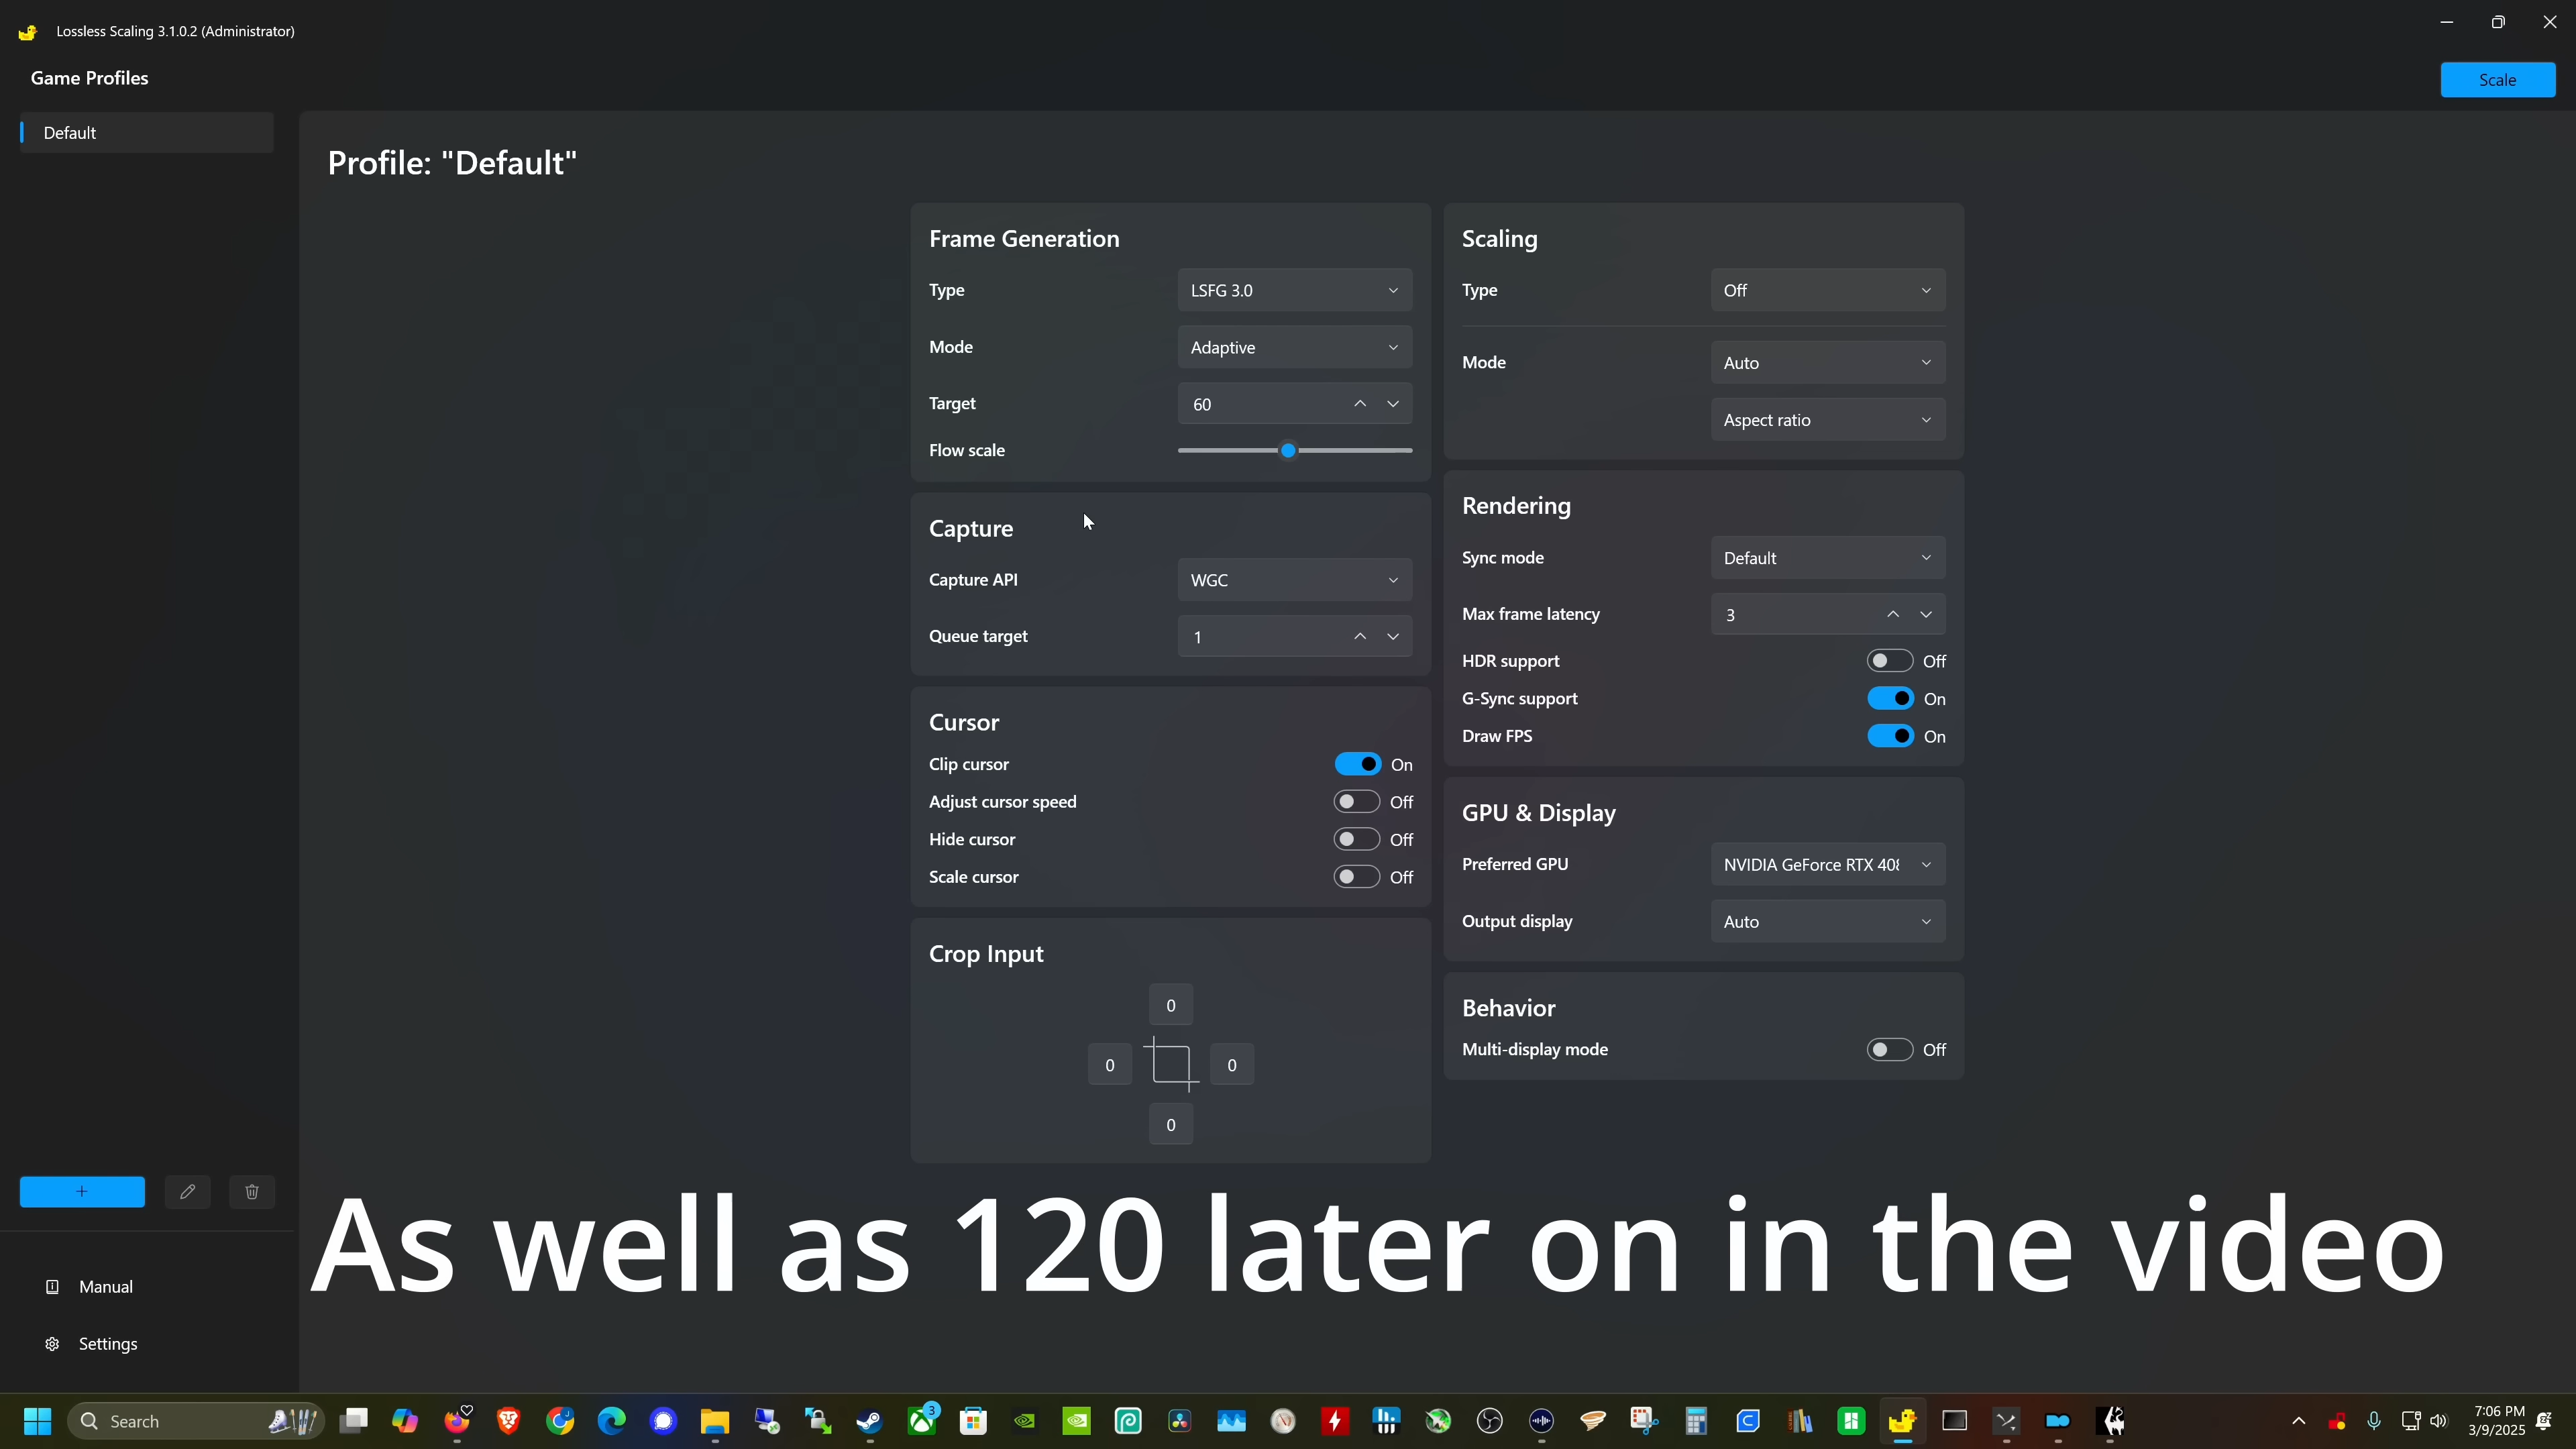 Lossless Scaling 3.1.0.2 (Administrator)
Game Profiles
Scale
Default
Profile: "Default"
Frame Generation
Type
LSFG 3.0
Mode
Adaptive
Target
60
Flow scale
Capture
Capture API
WGC
Queue target
1
Cursor
Clip cursor
On
Adjust cursor speed
Off
Hide cursor
Off
Scale cursor
Off
Crop Input
0
0
0
0
Scaling
Type
Off
Mode
Auto
Aspect ratio
Rendering
Sync mode
Default
Max frame latency
3
HDR support
Off
G-Sync support
On
Draw FPS
On
GPU & Display
Preferred GPU
NVIDIA GeForce RTX 408
Output display
Auto
Behavior
Multi-display mode
Off
As well as 120 later on in the video
Manual
Settings
Search
3
7:06 PM
3/9/2025